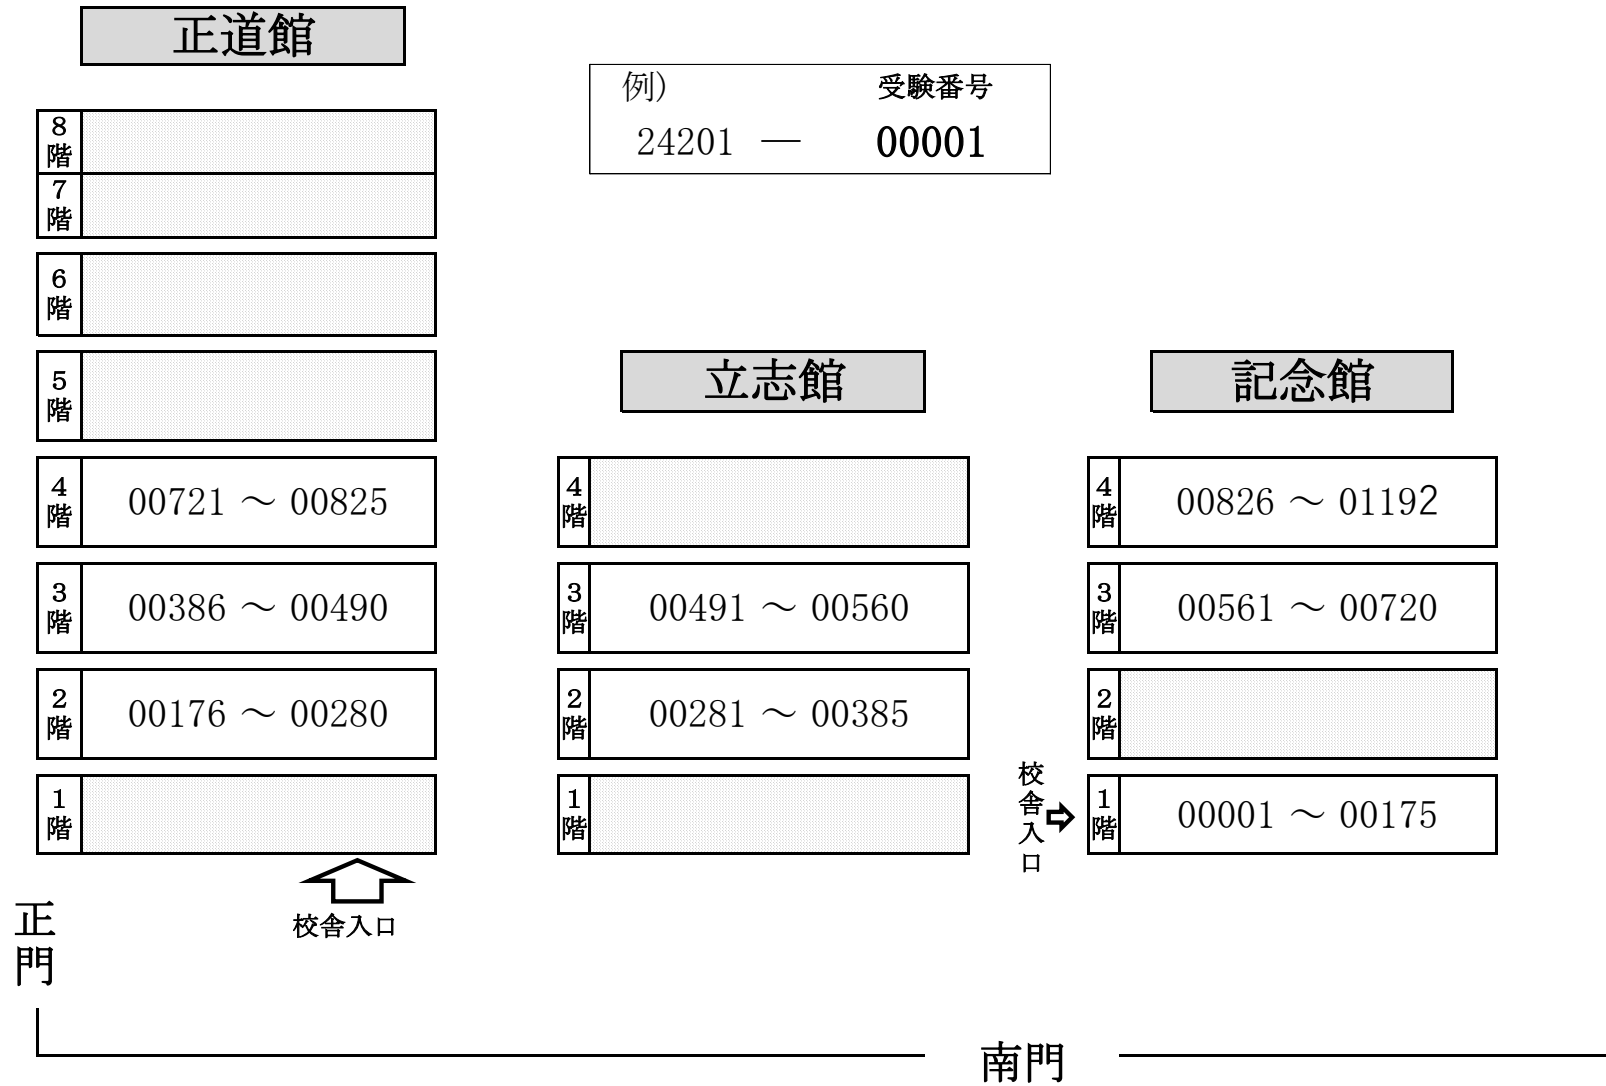 正道館
例) 受験番号
24201 ― 00001
8階
7階
6階
5階
4階 00721 ～ 00825
3階 00386 ～ 00490
2階 00176 ～ 00280
1階
校舎入口
立志館
4階
3階 00491 ～ 00560
2階 00281 ～ 00385
1階
記念館
4階 00826 ～ 01192
3階 00561 ～ 00720
2階
1階 00001 ～ 00175
校舎入口
正門
南門